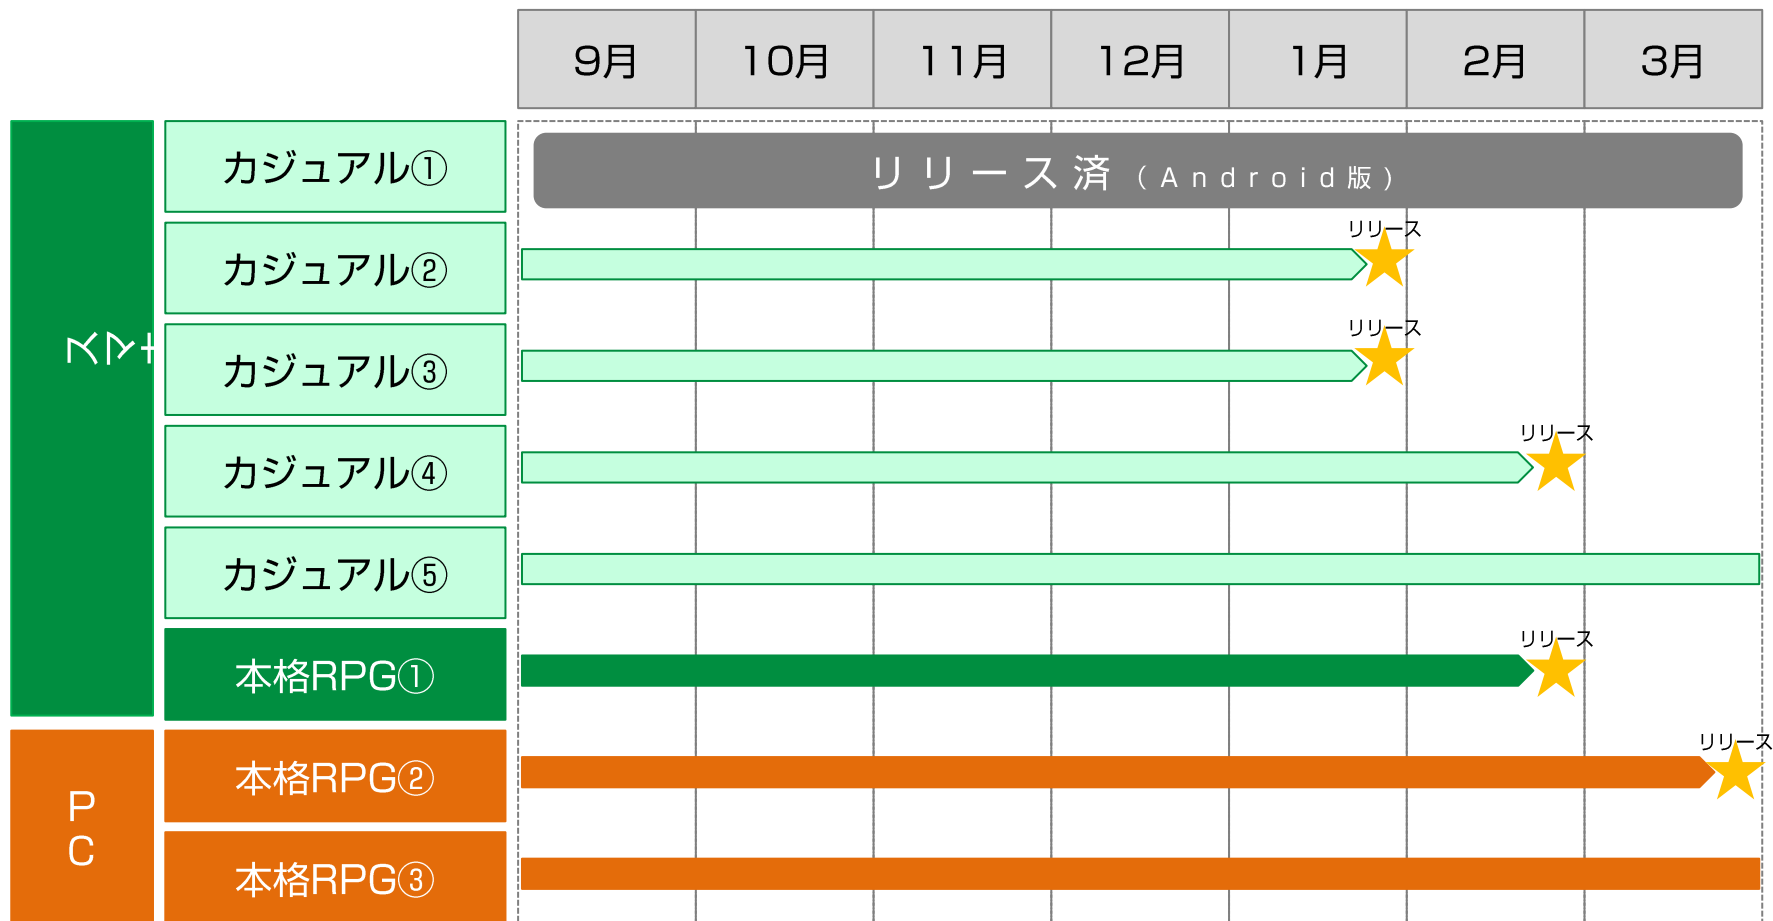 9月 10月 11月 12月 1月 2月 3月
カジュアル①
リリース済（Android版）
カジュアル②
リリース
カジュアル③
リリース
スマ
カジュアル④
リリース
カジュアル⑤
本格RPG①
リリース
本格RPG②
リリース
P
C
本格RPG③